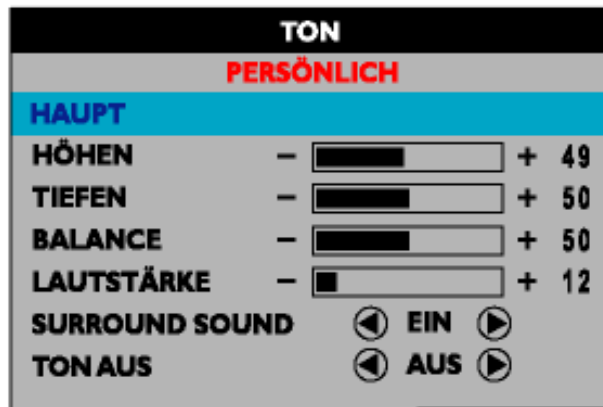 TON
PERSÖNLICH
HAUPT
HÖHEN - + 49
TIEFEN - + 50
BALANCE - + 50
LAUTSTÄRKE - + 12
SURROUND SOUND EIN
TON AUS AUS